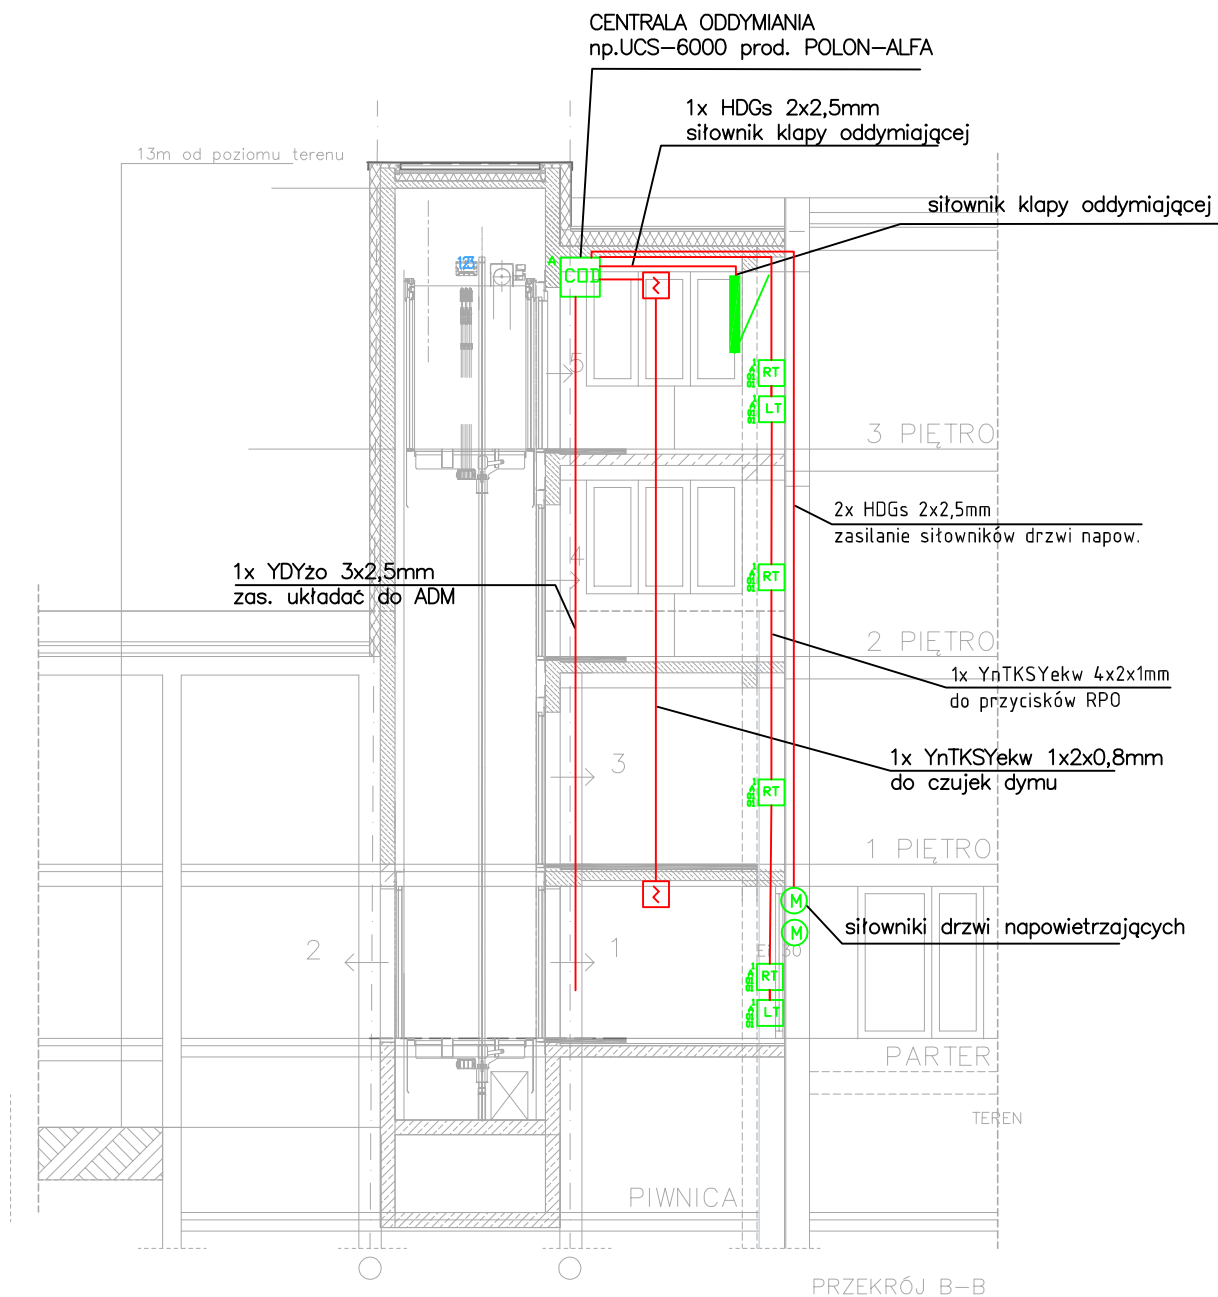 CENTRALA ODDYMIANIA
np.UCS-6000 prod. POLON-ALFA
1x HDGs 2x2,5mm
siłownik klapy oddymiającej
13m od poziomu terenu
siłownik klapy oddymiającej
A
COD
5
RT
LT
3 PIĘTRO
2x HDGs 2x2,5mm
zasilanie siłowników drzwi napow.
4
RT
1x YDYżo 3x2,5mm
zas. układać do ADM
2 PIĘTRO
1x YnTKSYekw 4x2x1mm
do przycisków RPO
1x YnTKSYekw 1x2x0,8mm
do czujek dymu
3
RT
1 PIĘTRO
M
siłowniki drzwi napowietrzających
M
2
1
RT
LT
PARTER
TEREN
PIWNICA
PRZEKRÓJ B-B